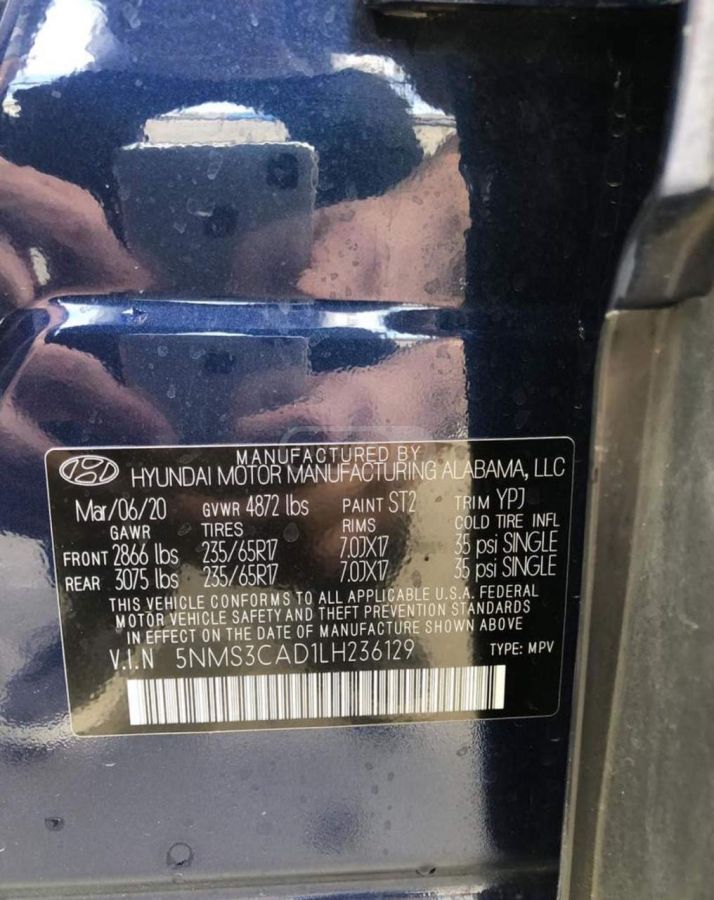 MANUFACTURED BY
HYUNDAI MOTOR MANUFACTURING ALABAMA, LLC
Mar/06/20 GVWR 4872 lbs PAINT ST2 TRIM YPJ
GAWR TIRES RIMS COLD TIRE INFL
FRONT 2866 lbs 235/65R17 7.0JX17 35 psi SINGLE
REAR 3075 lbs 235/65R17 7.0JX17 35 psi SINGLE
THIS VEHICLE CONFORMS TO ALL APPLICABLE U.S.A. FEDERAL
MOTOR VEHICLE SAFETY AND THEFT PREVENTION STANDARDS
IN EFFECT ON THE DATE OF MANUFACTURE SHOWN ABOVE
V.I.N 5NMS3CAD1LH236129 TYPE: MPV